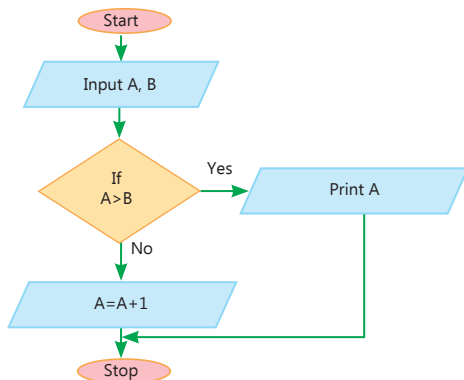 Start
Input A, B
If
A>B
Yes
Print A
No
A=A+1
Stop